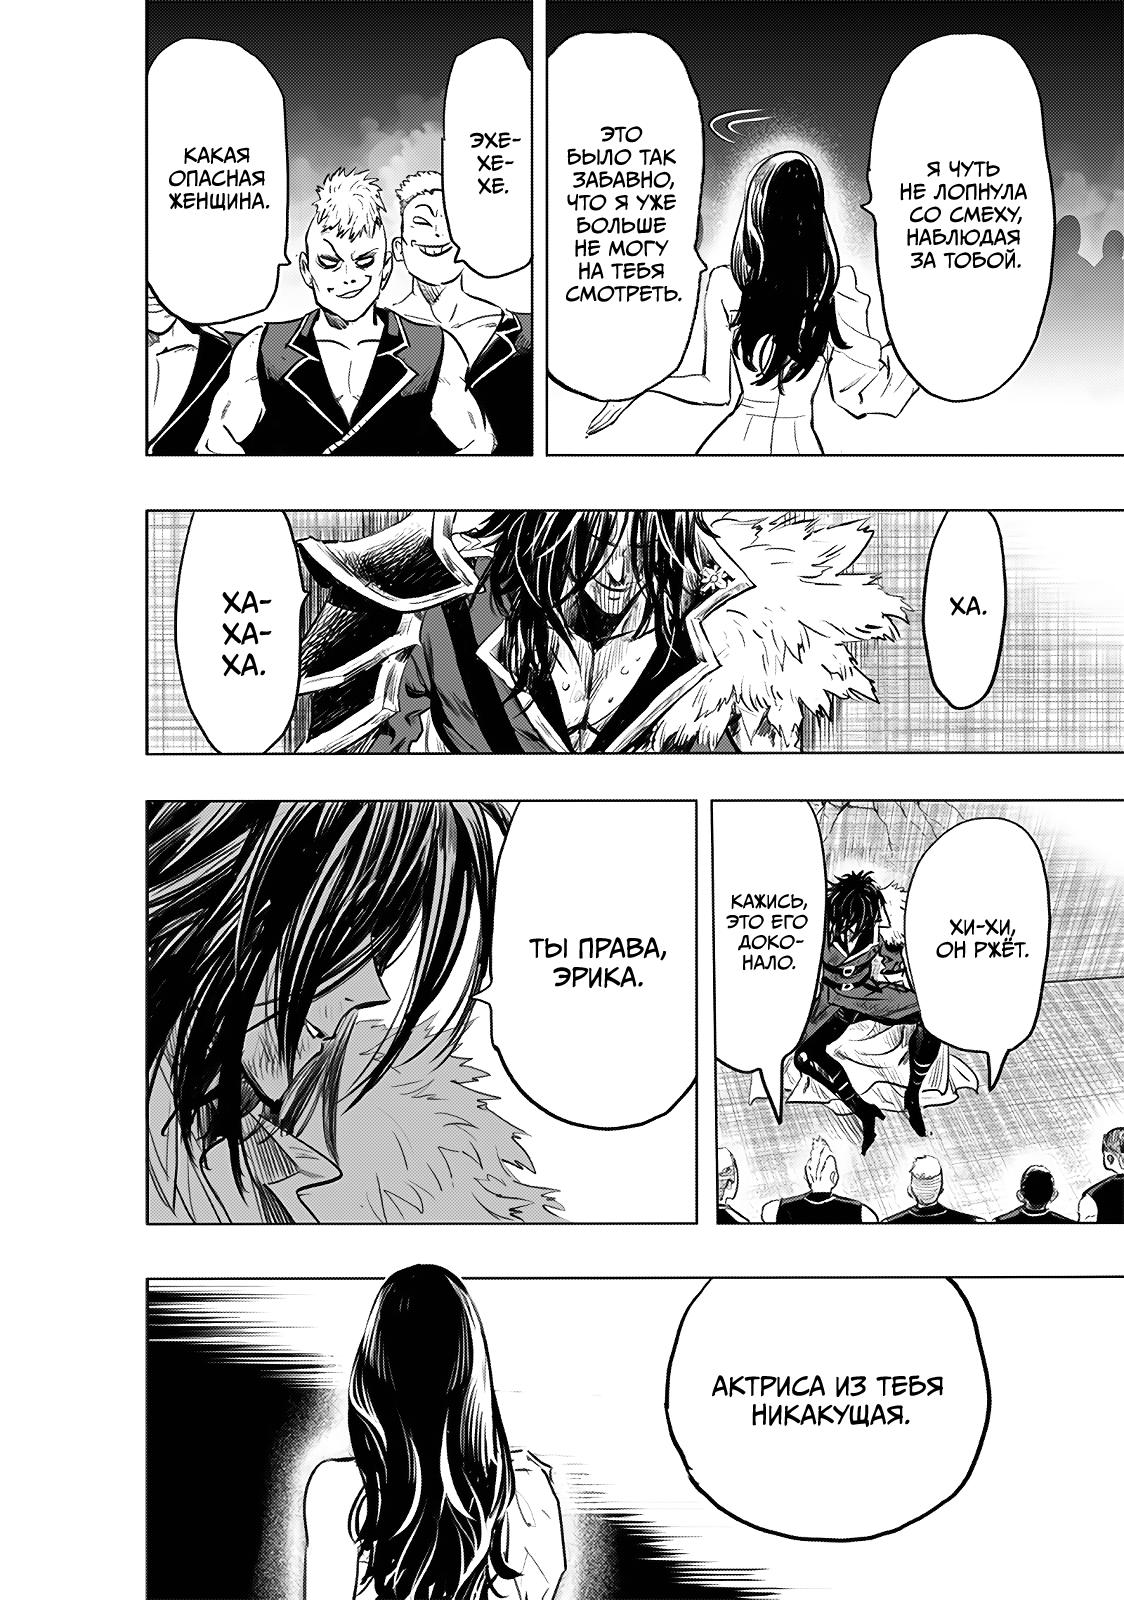 Я ЧУТЬ
НЕ ЛОПНУЛА
СО СМЕХУ,
НАБЛЮДАЯ
ЗА ТОБОЙ.
ЭТО
БЫЛО ТАК
ЗАБАВНО,
ЧТО Я УЖЕ
БОЛЬШЕ
НЕ МОГУ
НА ТЕБЯ
СМОТРЕТЬ.
ЭХЕ-
ХЕ-
ХЕ.
КАКАЯ
ОПАСНАЯ
ЖЕНЩИНА.
ХА.
ХА-
ХА-
ХА.
ХИ-ХИ,
ОН РЖЁТ.
КАЖИСЬ,
ЭТО ЕГО
ДОКО-
НАЛО.
ТЫ ПРАВА,
ЭРИКА.
АКТРИСА ИЗ ТЕБЯ
НИКАКУЩАЯ.